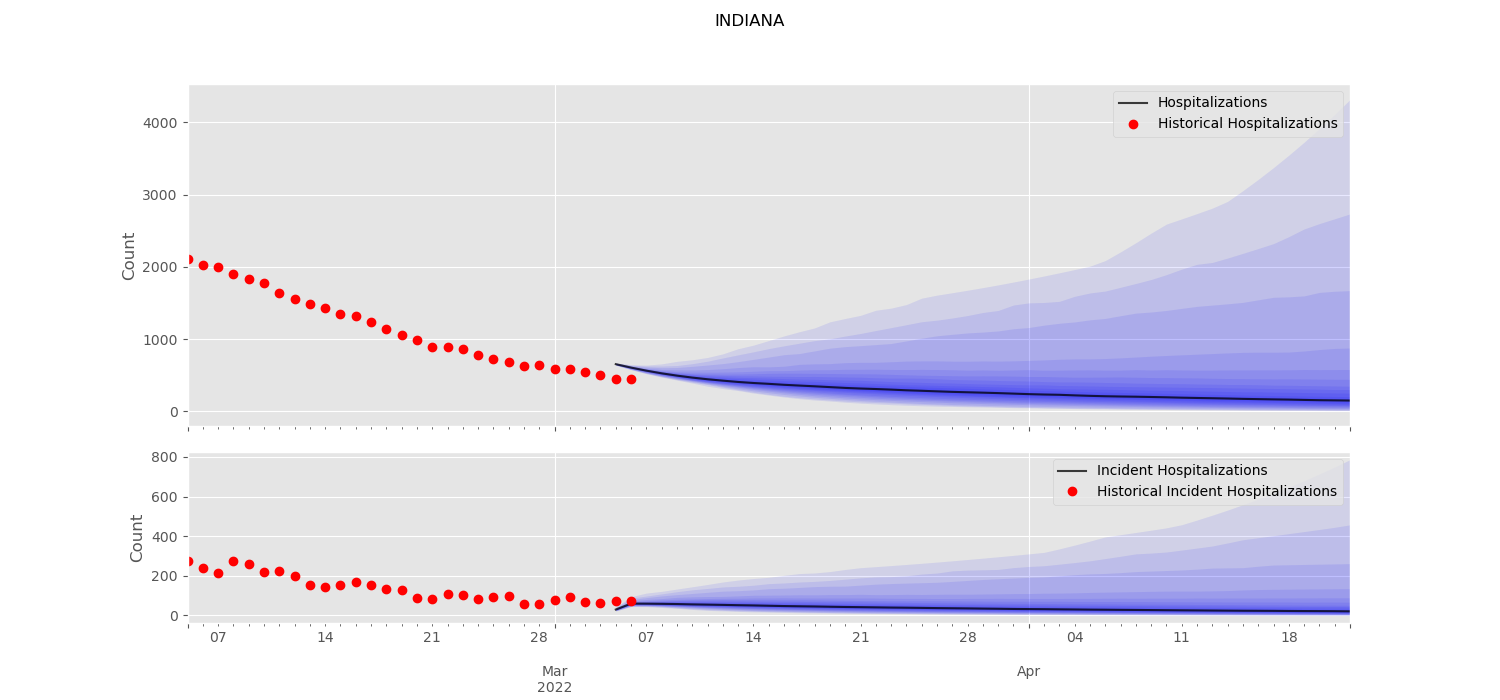 INDIANA
Count
4000
3000
2000
1000
0
Hospitalizations
Historical Hospitalizations
Count
800
600
400
200
0
Incident Hospitalizations
Historical Incident Hospitalizations
07 14 21 28 07 14 21 28 04 11 18
Mar Apr
2022